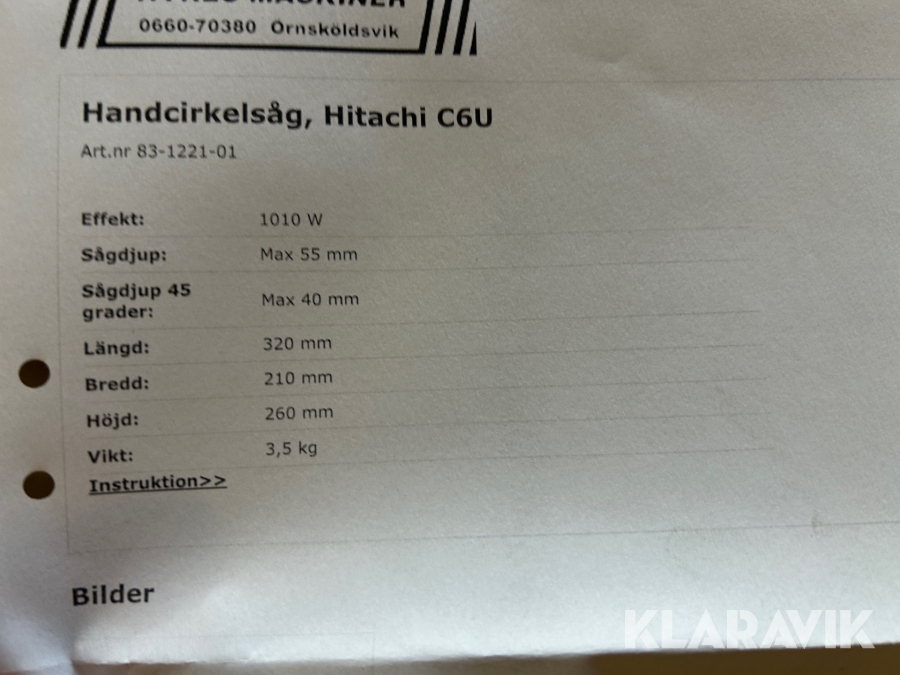 MASKINER
0660-70380 Örnsköldsvik
Handcirkelsåg, Hitachi C6U
Art.nr 83-1221-01
Effekt: 1010 W
Sågdjup: Max 55 mm
Sågdjup 45
grader: Max 40 mm
Längd: 320 mm
Bredd: 210 mm
Höjd: 260 mm
Vikt: 3,5 kg
Instruktion>>
Bilder
KLARAVIK